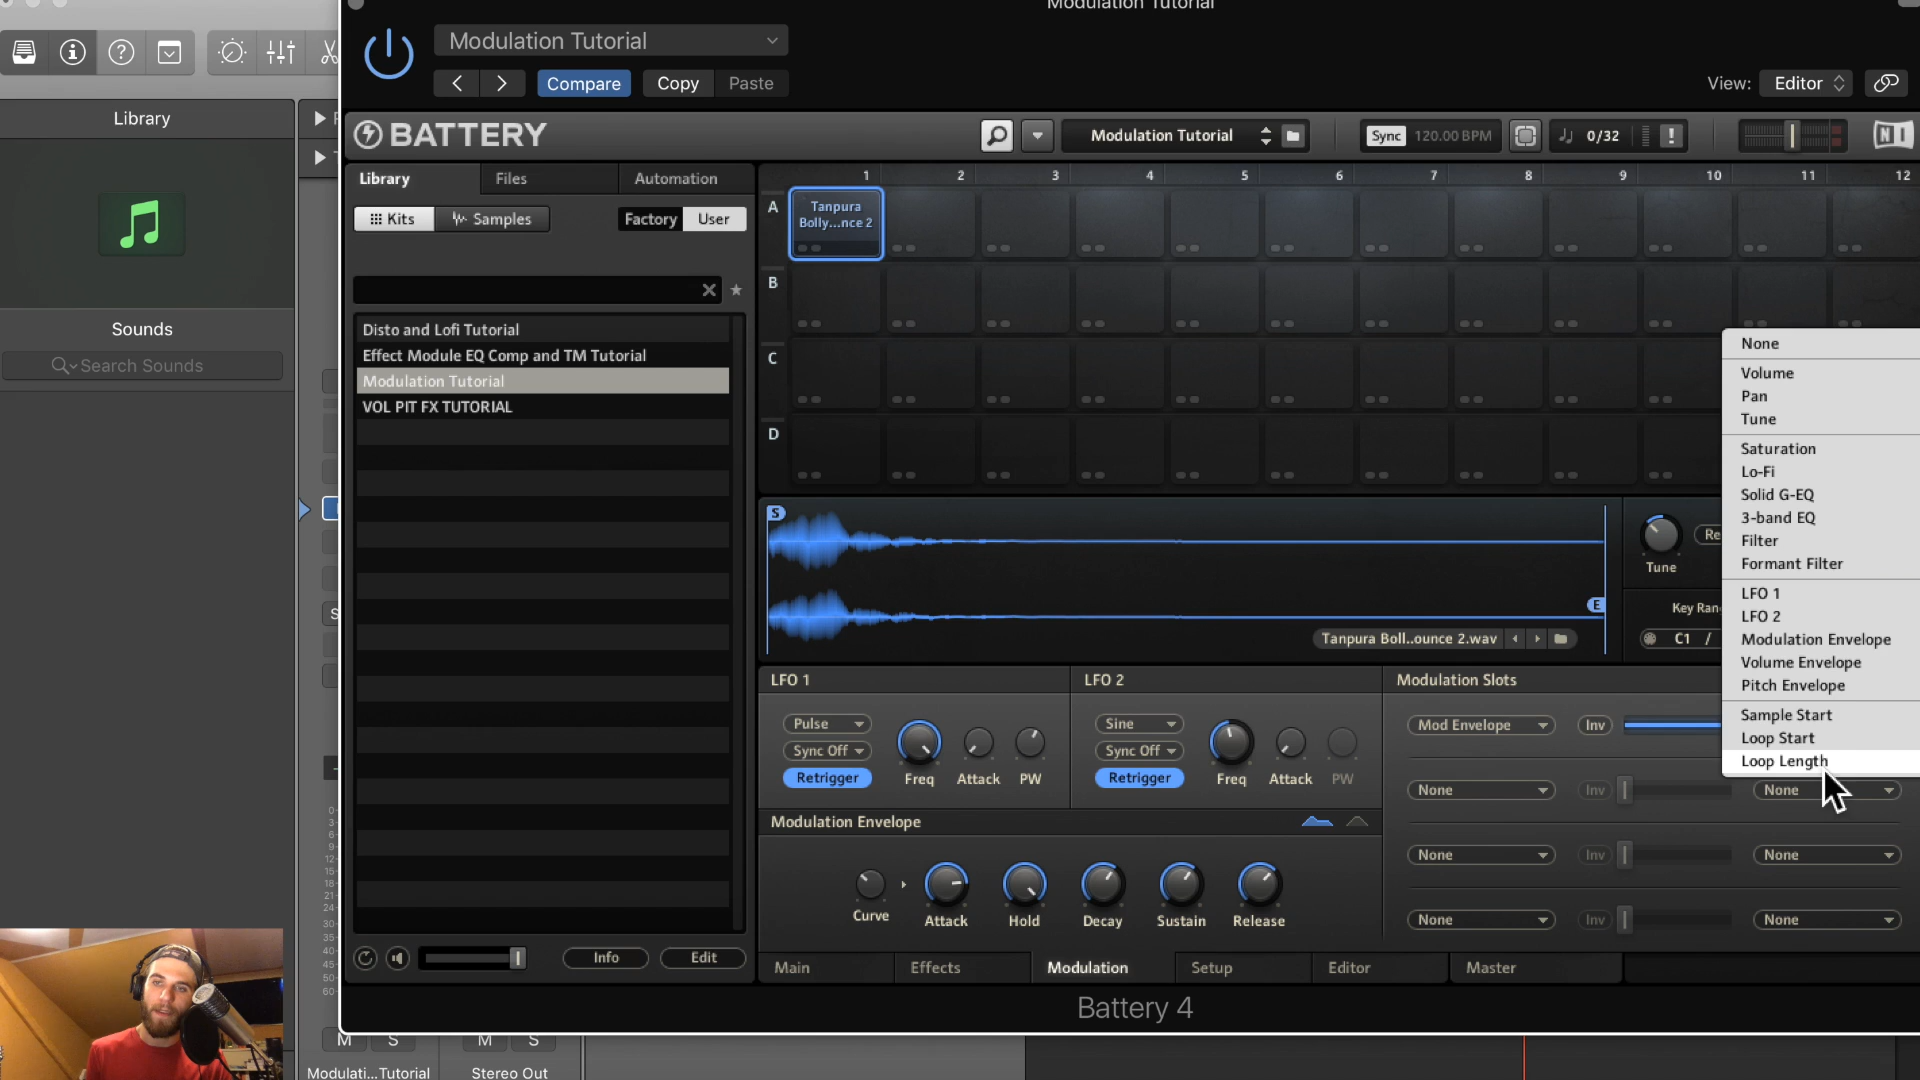 Modulation Tutorial
Modulation Tutorial
Compare
Copy
Paste
View:
Editor
Library
BATTERY
Modulation Tutorial
Sync
120.00 BPM
0/32
!
NI
Library
Files
Automation
Kits
Samples
Factory
User
Sounds
Search Sounds
Disto and Lofi Tutorial
Effect Module EQ Comp and TM Tutorial
Modulation Tutorial
VOL PIT FX TUTORIAL
1 2 3 4 5 6 7 8 9 10 11 12
A
Tanpura
Bolly...nce 2
B
C
D
None
Volume
Pan
Tune
Saturation
Lo-Fi
Solid G-EQ
3-band EQ
Filter
Formant Filter
LFO 1
LFO 2
Modulation Envelope
Volume Envelope
Pitch Envelope
Sample Start
Loop Start
Loop Length
S
E
Tanpura Boll..ounce 2.wav
Tune
Re
Key Ran
C1 /
LFO 1
Pulse
Sync Off
Retrigger
Freq
Attack
PW
LFO 2
Sine
Sync Off
Retrigger
Freq
Attack
PW
Modulation Slots
Mod Envelope
Inv
None
Inv
None
None
Inv
None
None
Inv
None
Modulation Envelope
Curve
Attack
Hold
Decay
Sustain
Release
Info
Edit
Main
Effects
Modulation
Setup
Editor
Master
Battery 4
M
S
M
S
Modulati...Tutorial
Stereo Out